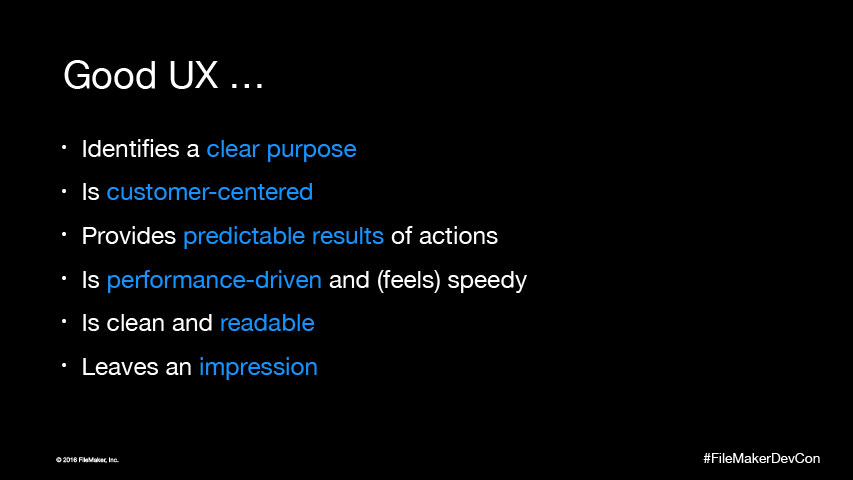 Good UX …
• Identifies a clear purpose
• Is customer-centered
• Provides predictable results of actions
• Is performance-driven and (feels) speedy
• Is clean and readable
• Leaves an impression
© 2016 FileMaker, Inc.
#FileMakerDevCon